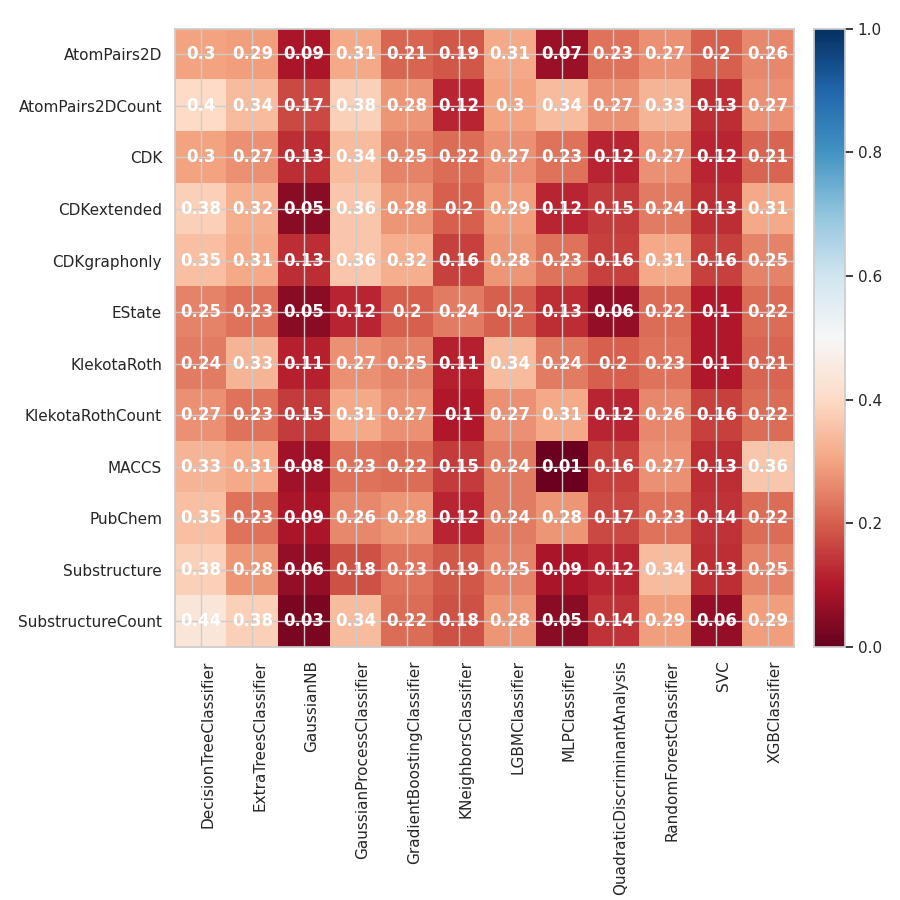 AtomPairs2D 0.3 0.29 0.09 0.31 0.21 0.19 0.31 0.07 0.23 0.27 0.2 0.26
AtomPairs2DCount 0.4 0.34 0.17 0.38 0.28 0.12 0.3 0.34 0.27 0.33 0.13 0.27
CDK 0.3 0.27 0.13 0.34 0.25 0.22 0.27 0.23 0.12 0.27 0.12 0.21
CDKextended 0.38 0.32 0.05 0.36 0.28 0.2 0.29 0.12 0.15 0.24 0.13 0.31
CDKgraphonly 0.35 0.31 0.13 0.36 0.32 0.16 0.28 0.23 0.16 0.31 0.16 0.25
EState 0.25 0.23 0.05 0.12 0.2 0.24 0.2 0.13 0.06 0.22 0.1 0.22
KlekotaRoth 0.24 0.33 0.11 0.27 0.25 0.11 0.34 0.24 0.2 0.23 0.1 0.21
KlekotaRothCount 0.27 0.23 0.15 0.31 0.27 0.1 0.27 0.31 0.12 0.26 0.16 0.22
MACCS 0.33 0.31 0.08 0.23 0.22 0.15 0.24 0.01 0.16 0.27 0.13 0.36
PubChem 0.35 0.23 0.09 0.26 0.28 0.12 0.24 0.28 0.17 0.23 0.14 0.22
Substructure 0.38 0.28 0.06 0.18 0.23 0.19 0.25 0.09 0.12 0.34 0.13 0.25
SubstructureCount 0.44 0.38 0.03 0.34 0.22 0.18 0.28 0.05 0.14 0.29 0.06 0.29
DecisionTreeClassifier
ExtraTreesClassifier
GaussianNB
GaussianProcessClassifier
GradientBoostingClassifier
KNeighborsClassifier
LGBMClassifier
MLPClassifier
QuadraticDiscriminantAnalysis
RandomForestClassifier
SVC
XGBClassifier
1.0
0.8
0.6
0.4
0.2
0.0